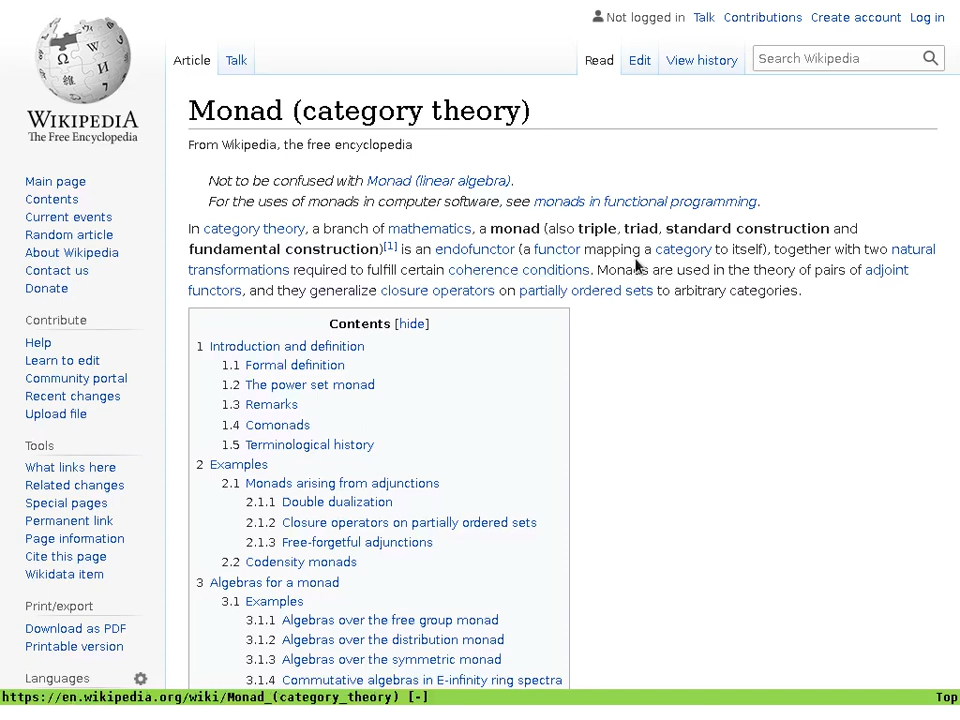 Not logged in Talk Contributions Create account Log in
Article Talk Read Edit View history Search Wikipedia
WIKIPEDIA
The Free Encyclopedia
Main page
Contents
Current events
Random article
About Wikipedia
Contact us
Donate
Contribute
Help
Learn to edit
Community portal
Recent changes
Upload file
Tools
What links here
Related changes
Special pages
Permanent link
Page information
Cite this page
Wikidata item
Print/export
Download as PDF
Printable version
Languages
Monad (category theory)
From Wikipedia, the free encyclopedia
Not to be confused with Monad (linear algebra).
For the uses of monads in computer software, see monads in functional programming.
In category theory, a branch of mathematics, a monad (also triple, triad, standard construction and
fundamental construction)[1] is an endofunctor (a functor mapping a category to itself), together with two natural
transformations required to fulfill certain coherence conditions. Monads are used in the theory of pairs of adjoint
functors, and they generalize closure operators on partially ordered sets to arbitrary categories.
Contents [hide]
1 Introduction and definition
1.1 Formal definition
1.2 The power set monad
1.3 Remarks
1.4 Comonads
1.5 Terminological history
2 Examples
2.1 Monads arising from adjunctions
2.1.1 Double dualization
2.1.2 Closure operators on partially ordered sets
2.1.3 Free-forgetful adjunctions
2.2 Codensity monads
3 Algebras for a monad
3.1 Examples
3.1.1 Algebras over the free group monad
3.1.2 Algebras over the distribution monad
3.1.3 Algebras over the symmetric monad
3.1.4 Commutative algebras in E-infinity ring spectra
https://en.wikipedia.org/wiki/Monad_(category_theory) [-] Top